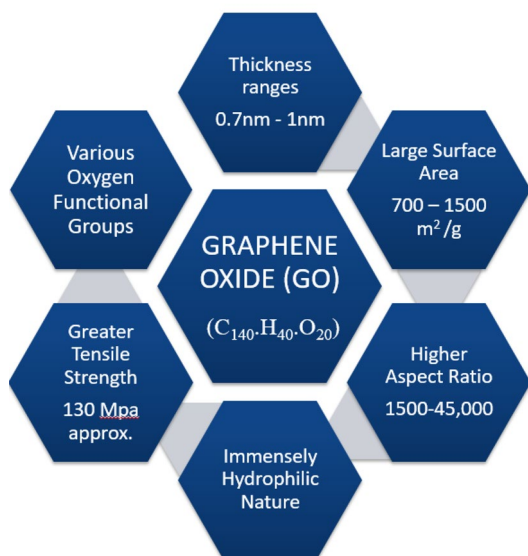 Thickness
ranges
0.7nm - 1nm
Various
Oxygen
Functional
Groups
Large Surface
Area
700 – 1500
m² /g
GRAPHENE
OXIDE (GO)
(C₁₄₀.H₄₀.O₂₀)
Greater
Tensile
Strength
130 Mpa
approx.
Higher
Aspect Ratio
1500-45,000
Immensely
Hydrophilic
Nature